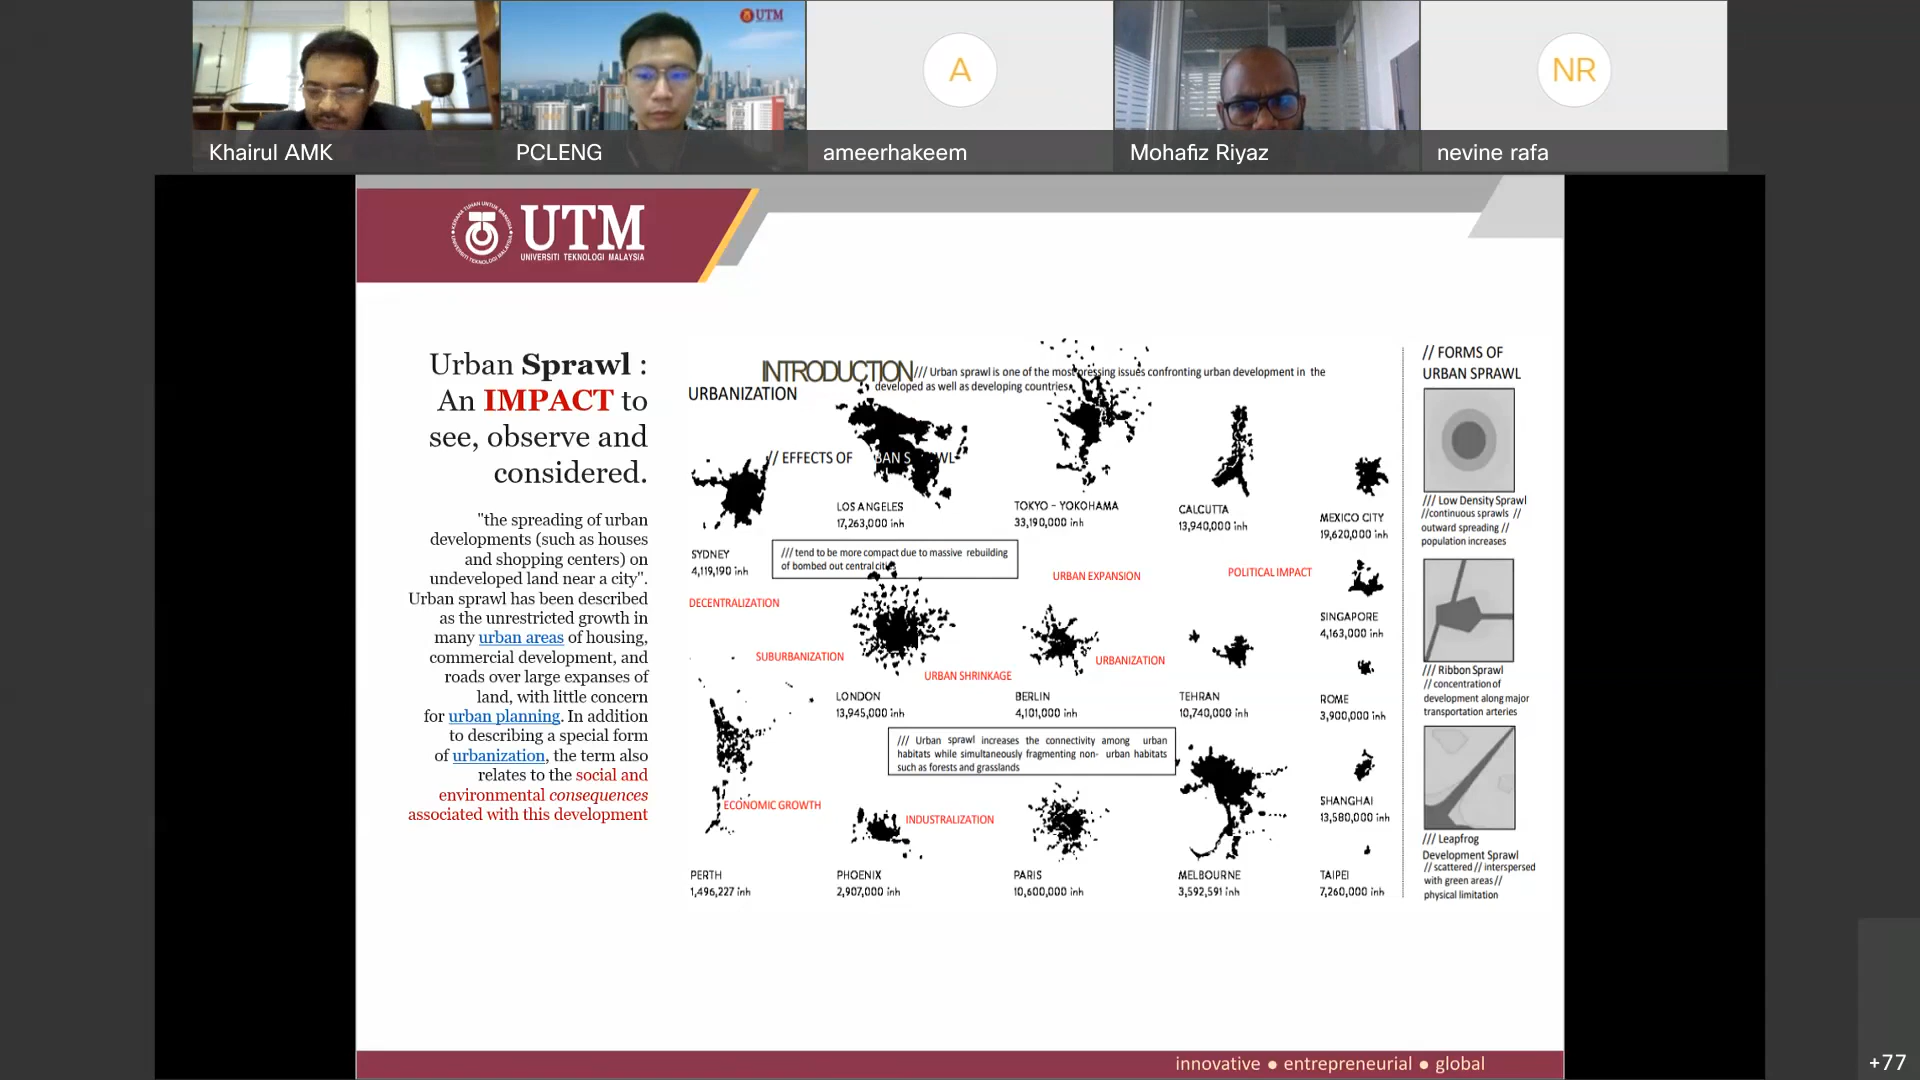 UTM
A
NR
Khairul AMK
PCLENG
ameerhakeem
Mohafiz Riyaz
nevine rafa
UTM
UNIVERSITI TEKNOLOGI MALAYSIA
Urban Sprawl :
An IMPACT to
see, observe and
considered.
"the spreading of urban
developments (such as houses
and shopping centers) on
undeveloped land near a city".
Urban sprawl has been described
as the unrestricted growth in
many urban areas of housing,
commercial development, and
roads over large expanses of
land, with little concern
for urban planning. In addition
to describing a special form
of urbanization, the term also
relates to the social and
environmental consequences
associated with this development
INTRODUCTION /// Urban sprawl is one of the most pressing issues confronting urban development in the
developed as well as developing countries.
URBANIZATION
// EFFECTS OF
LOS ANGELES
17,263,000 inh
TOKYO - YOKOHAMA
33,190,000 inh
CALCUTTA
13,940,000 inh
MEXICO CITY
19,620,000 inh
SYDNEY
4,119,190 inh
/// tend to be more compact due to massive rebuilding
of bombed out central cities
URBAN EXPANSION
POLITICAL IMPACT
DECENTRALIZATION
SINGAPORE
4,163,000 inh
SUBURBANIZATION
URBAN SHRINKAGE
URBANIZATION
LONDON
13,945,000 inh
BERLIN
4,101,000 inh
TEHRAN
10,740,000 inh
ROME
3,900,000 inh
/// Urban sprawl increases the connectivity among urban
habitats while simultaneously fragmenting non- urban habitats
such as forests and grasslands
ECONOMIC GROWTH
INDUSTRALIZATION
SHANGHAI
13,580,000 inh
PERTH
1,496,227 inh
PHOENIX
2,907,000 inh
PARIS
10,600,000 inh
MELBOURNE
3,592,591 inh
TAIPEI
7,260,000 inh
// FORMS OF
URBAN SPRAWL
/// Low Density Sprawl
//continuous sprawls //
outward spreading //
population increases
/// Ribbon Sprawl
// concentration of
development along major
transportation arteries
/// Leapfrog
Development Sprawl
// scattered // interspersed
with green areas //
physical limitation
innovative ● entrepreneurial ● global
+77